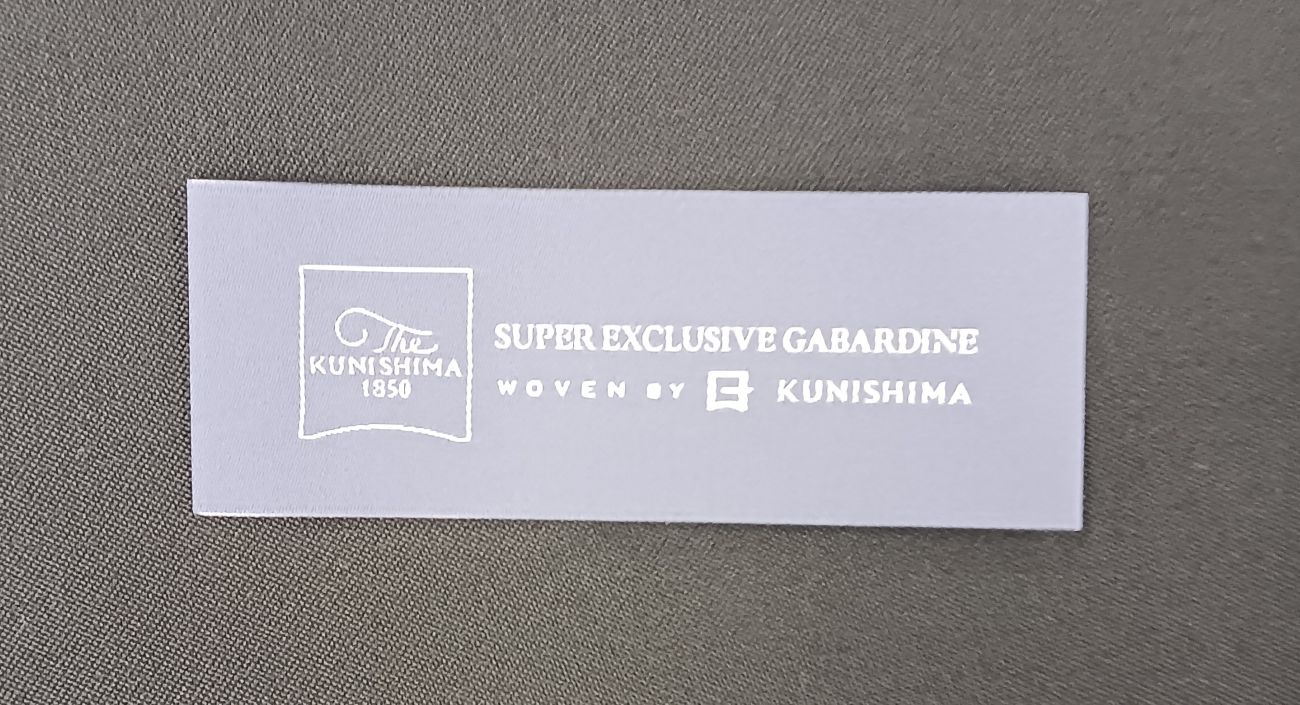 The
KUNISHIMA
1850
SUPER EXCLUSIVE GABARDINE
WOVEN BY KUNISHIMA